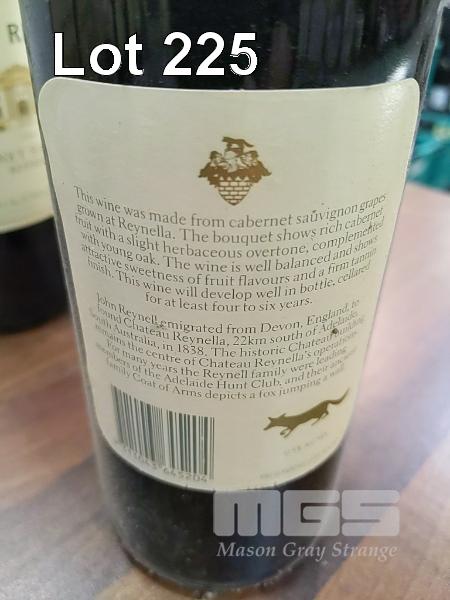 Lot 225
This wine was made from cabernet sauvignon grapes
grown at Reynella. The bouquet shows rich cabernet
fruit with a slight herbaceous overtone, complemented
with young oak. The wine is well balanced and shows
attractive sweetness of fruit flavours and a firm tannin
finish. This wine will develop well in bottle, cellared
for at least four to six years.
John Reynell emigrated from Devon, England, to
found Chateau Reynella, 22km south of Adelaide,
South Australia, in 1838. The historic Chateau building
remains the centre of Chateau Reynella's operations.
For many years the Reynell family were leading
members of the Adelaide Hunt Club, and their ancient
family Coat of Arms depicts a fox jumping a wall.
MGS
Mason Gray Strange